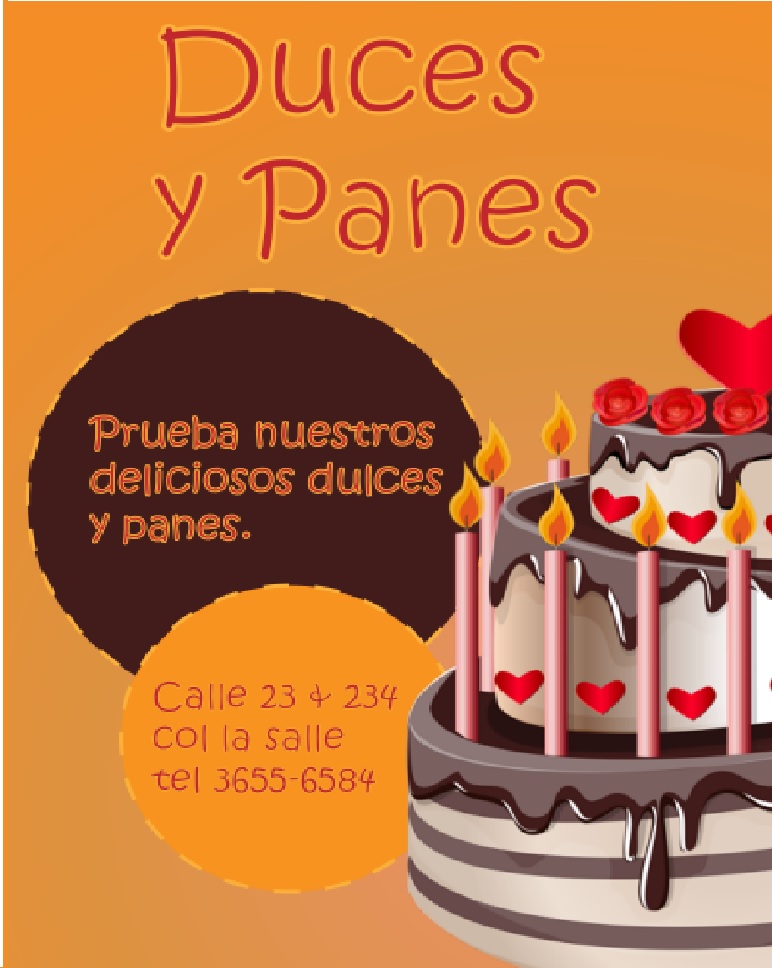 Duces
y Panes
Prueba nuestros
deliciosos dulces
y panes.
Calle 23 & 234
col la salle
tel 3655-6584